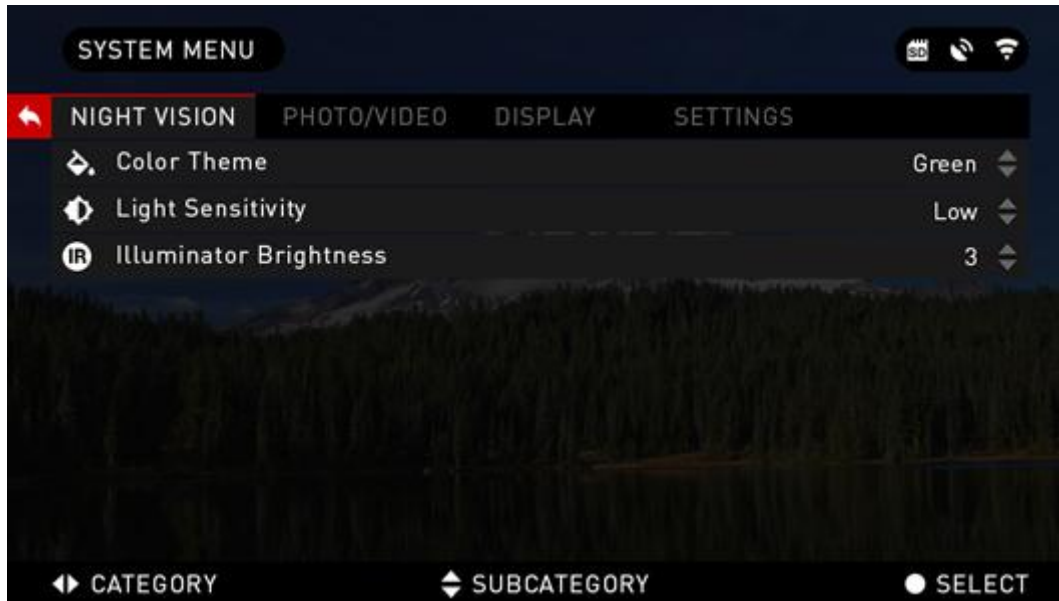 SYSTEM MENU
SD
NIGHT VISION PHOTO/VIDEO DISPLAY SETTINGS
Color Theme Green
Light Sensitivity Low
IR Illuminator Brightness 3
CATEGORY SUBCATEGORY SELECT